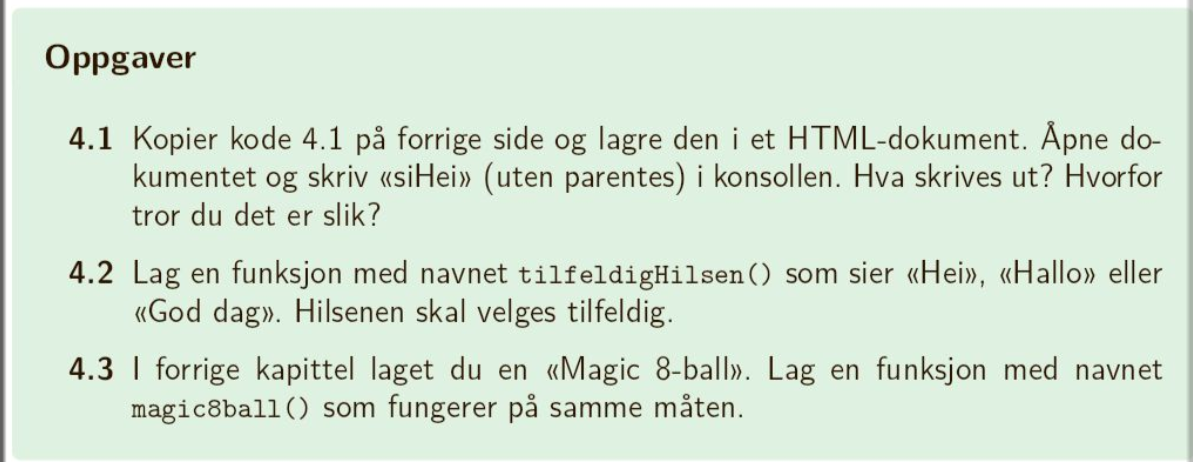 Oppgaver
4.1 Kopier kode 4.1 på forrige side og lagre den i et HTML-dokument. Åpne do-
kumentet og skriv «siHei» (uten parentes) i konsollen. Hva skrives ut? Hvorfor
tror du det er slik?
4.2 Lag en funksjon med navnet tilfeldigHilsen() som sier «Hei», «Hallo» eller
«God dag». Hilsenen skal velges tilfeldig.
4.3 I forrige kapittel laget du en «Magic 8-ball». Lag en funksjon med navnet
magic8ball() som fungerer på samme måten.